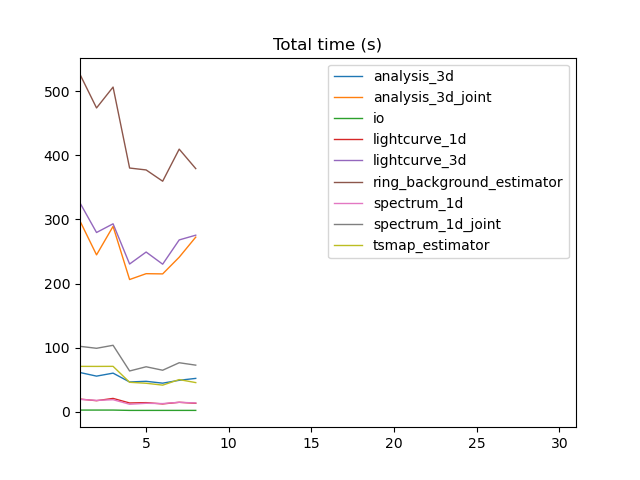 Total time (s)
500
400
300
200
100
0
5
10
15
20
25
30
analysis_3d
analysis_3d_joint
io
lightcurve_1d
lightcurve_3d
ring_background_estimator
spectrum_1d
spectrum_1d_joint
tsmap_estimator